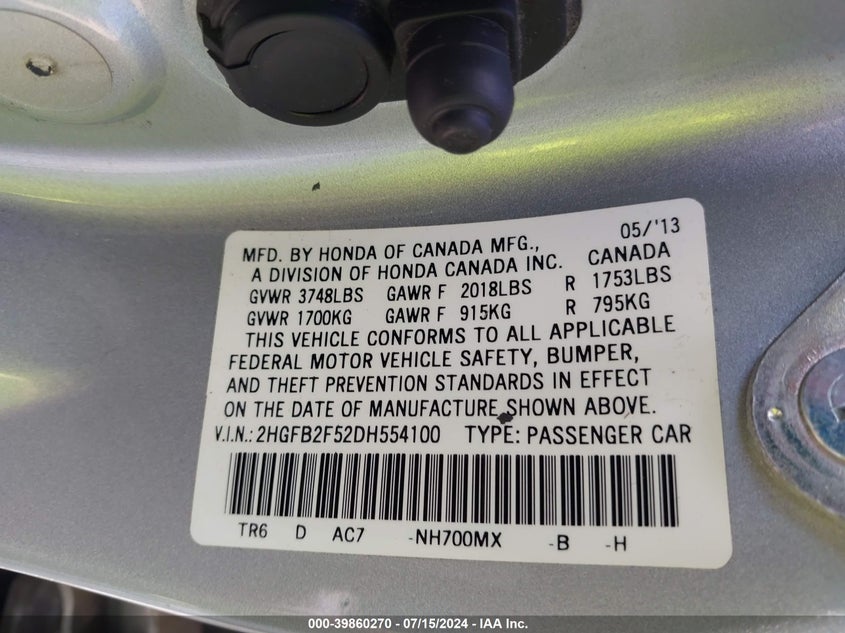 05/'13
MFD. BY HONDA OF CANADA MFG.,
A DIVISION OF HONDA CANADA INC. CANADA
GVWR 3748LBS GAWR F 2018LBS R 1753LBS
GVWR 1700KG GAWR F 915KG R 795KG
THIS VEHICLE CONFORMS TO ALL APPLICABLE
FEDERAL MOTOR VEHICLE SAFETY, BUMPER,
AND THEFT PREVENTION STANDARDS IN EFFECT
ON THE DATE OF MANUFACTURE SHOWN ABOVE.
V.I.N.: 2HGFB2F52DH554100 TYPE: PASSENGER CAR
TR6 D AC7 -NH700MX -B -H
000-39860270 - 07/15/2024 - IAA Inc.